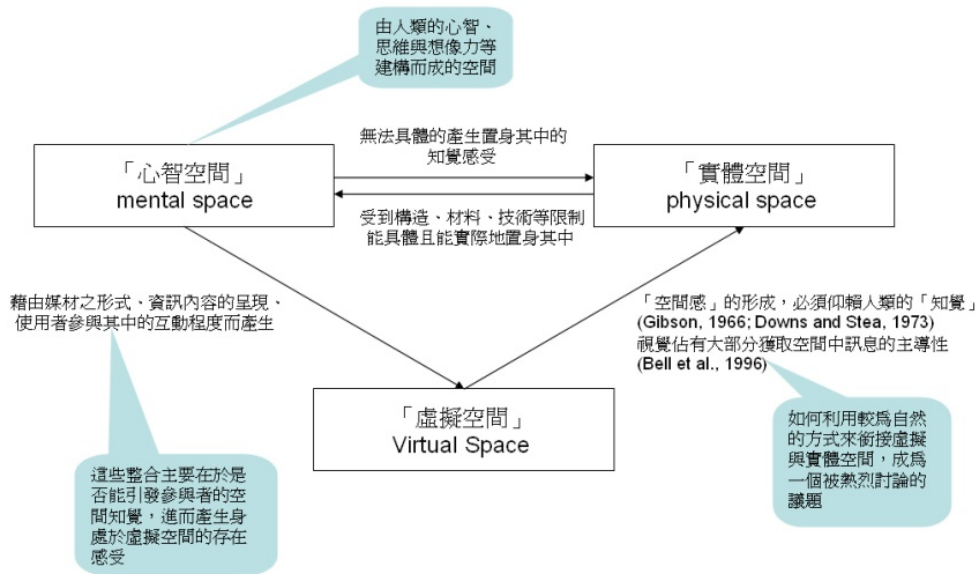 由人類的心智、
思維與想像力等
建構而成的空間
無法具體的產生置身其中的
知覺感受
「心智空間」
mental space
「實體空間」
physical space
受到構造、材料、技術等限制
能具體且能實際地置身其中
藉由媒材之形式、資訊內容的呈現、
使用者參與其中的互動程度而產生
「空間感」的形成，必須仰賴人類的「知覺」
(Gibson, 1966; Downs and Stea, 1973)
視覺佔有大部分獲取空間中訊息的主導性
(Bell et al., 1996)
「虛擬空間」
Virtual Space
如何利用較為自然
的方式來銜接虛擬
與實體空間，成為
一個被熱烈討論的
議題
這些整合主要在於是
否能引發參與者的空
間知覺，進而產生身
處於虛擬空間的存在
感受